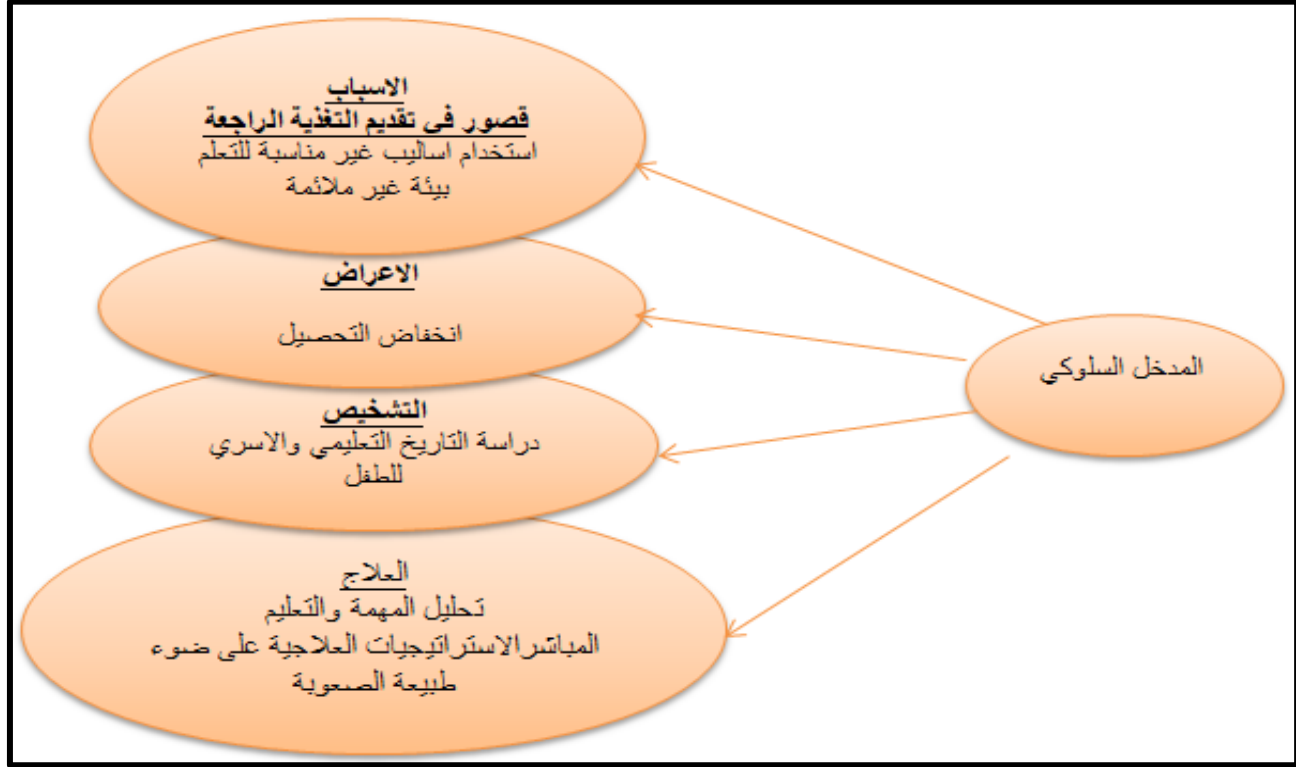 الاسباب
قصور في تقديم التغذية الراجعة
استخدام اساليب غير مناسبة للتعلم
بيئة غير ملائمة
الاعراض
انخفاض التحصيل
التشخيص
دراسة التاريخ التعليمي والاسري
للطفل
العلاج
تحليل المهمة والتعليم
المباشرالاستراتيجيات العلاجية على ضوء
طبيعة الصعوبة
المدخل السلوكي